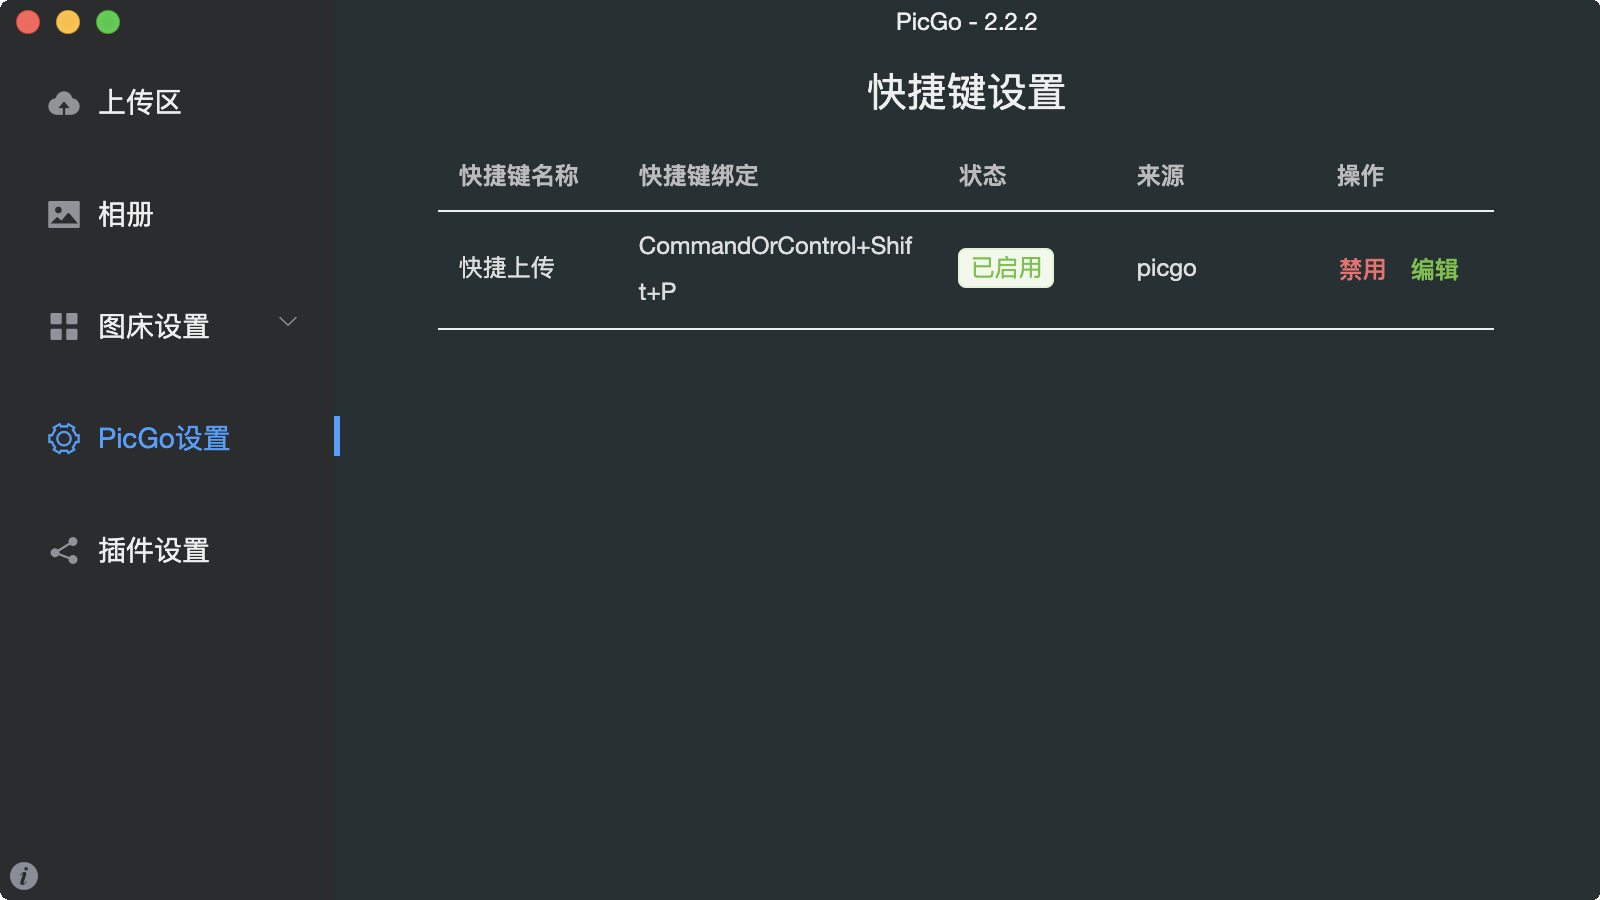 PicGo - 2.2.2
上传区
相册
图床设置
PicGo设置
插件设置
快捷键设置
快捷键名称 快捷键绑定 状态 来源 操作
快捷上传 CommandOrControl+Shif
t+P 已启用 picgo 禁用 编辑
i